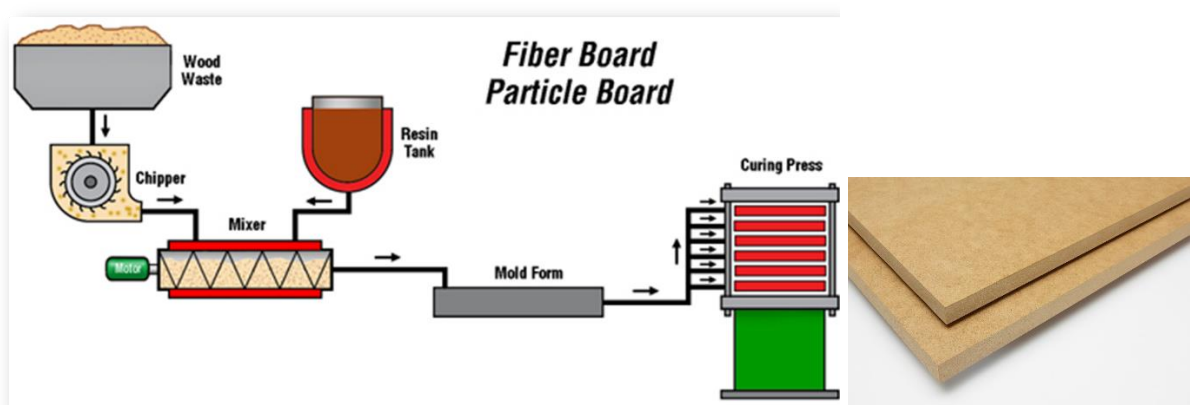 Fiber Board
Particle Board
Wood
Waste
Resin
Tank
Chipper
Curing Press
Mixer
Motor
Mold Form